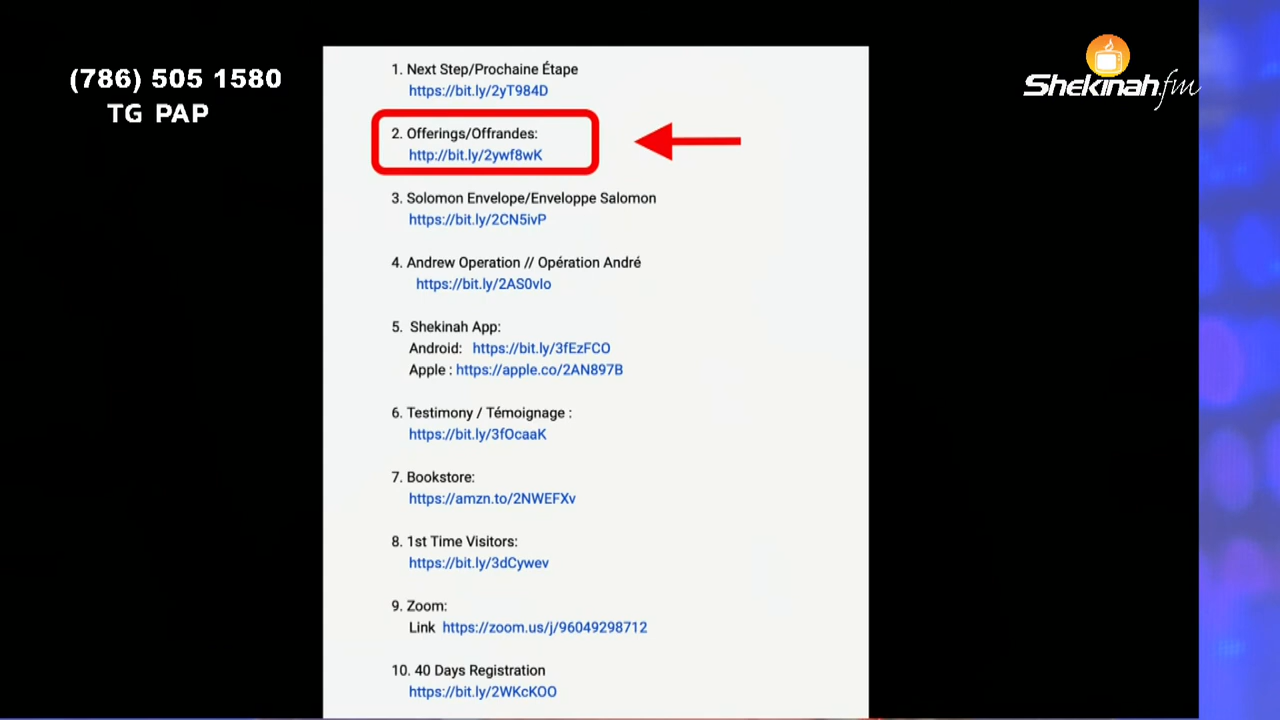 (786) 505 1580
TG PAP
Shekinah.fm
1. Next Step/Prochaine Étape
https://bit.ly/2yT984D
2. Offerings/Offrandes:
http://bit.ly/2ywf8wK
3. Solomon Envelope/Enveloppe Salomon
https://bit.ly/2CN5ivP
4. Andrew Operation // Opération André
https://bit.ly/2AS0vIo
5. Shekinah App:
Android: https://bit.ly/3fEzFCO
Apple : https://apple.co/2AN897B
6. Testimony / Témoignage :
https://bit.ly/3fOcaaK
7. Bookstore:
https://amzn.to/2NWEFXv
8. 1st Time Visitors:
https://bit.ly/3dCywev
9. Zoom:
Link https://zoom.us/j/96049298712
10. 40 Days Registration
https://bit.ly/2WKcKOO